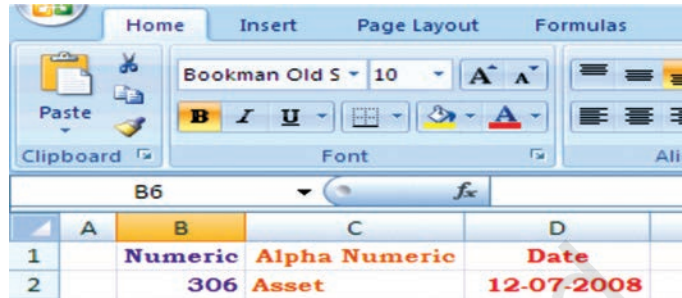 Home Insert Page Layout Formulas
Bookman Old S 10 A A
Paste B I U A
Clipboard Font Ali
B6 fx
A B C D
1 Numeric Alpha Numeric Date
2 306 Asset 12-07-2008